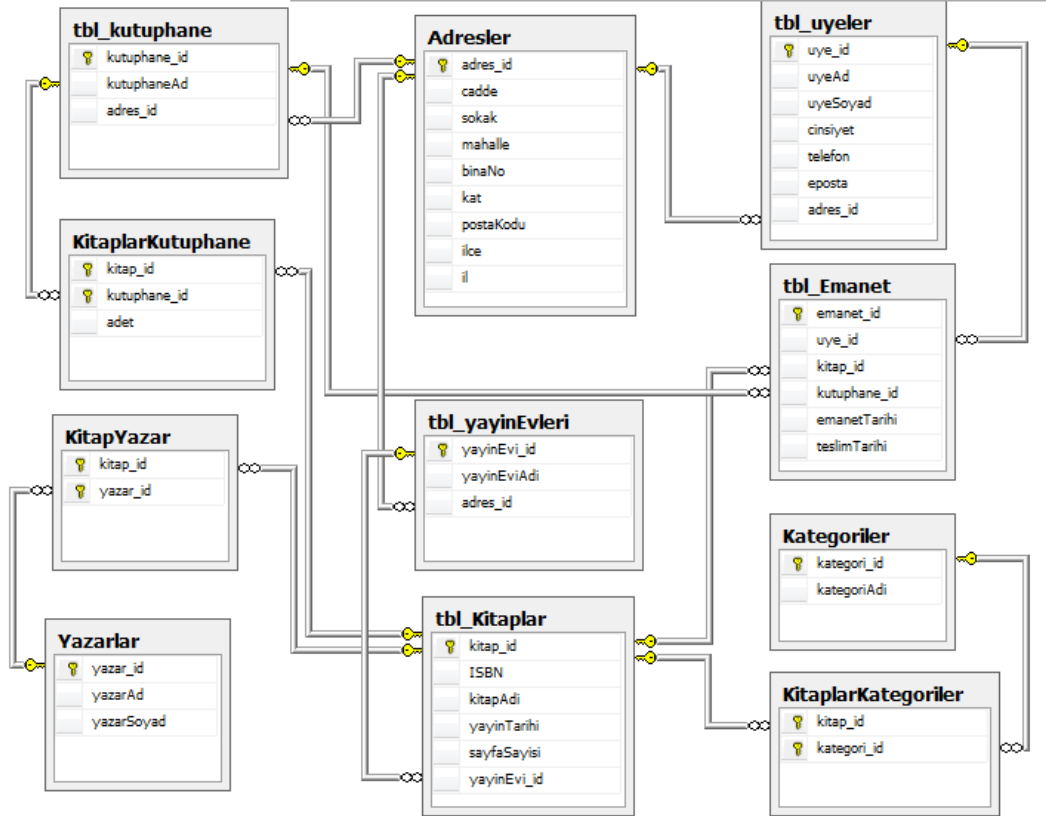 tbl_kutuphane
kutuphane_id
kutuphaneAd
adres_id
Adresler
adres_id
cadde
sokak
mahalle
binaNo
kat
postaKodu
ilce
il
tbl_uyeler
uye_id
uyeAd
uyeSoyad
cinsiyet
telefon
eposta
adres_id
KitaplarKutuphane
kitap_id
kutuphane_id
adet
tbl_Emanet
emanet_id
uye_id
kitap_id
kutuphane_id
emanetTarihi
teslimTarihi
KitapYazar
kitap_id
yazar_id
tbl_yayinEvleri
yayinEvi_id
yayinEviAdi
adres_id
Kategoriler
kategori_id
kategoriAdi
Yazarlar
yazar_id
yazarAd
yazarSoyad
tbl_Kitaplar
kitap_id
ISBN
kitapAdi
yayinTarihi
sayfaSayisi
yayinEvi_id
KitaplarKategoriler
kitap_id
kategori_id